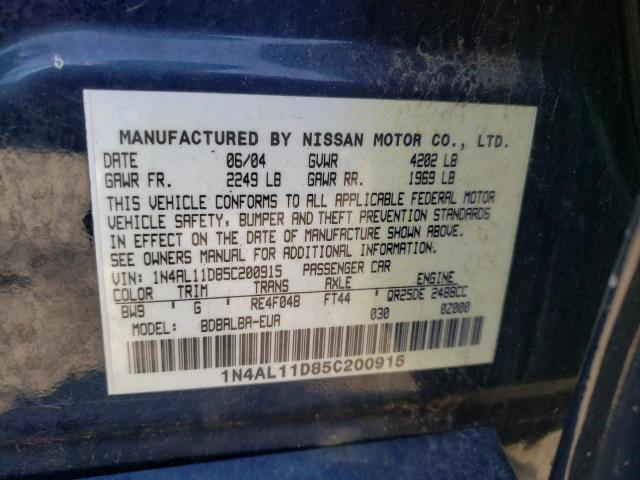 MANUFACTURED BY NISSAN MOTOR CO., LTD.
DATE 06/04 GVWR 4202 LB
GAWR FR. 2249 LB GAWR RR. 1969 LB
THIS VEHICLE CONFORMS TO ALL APPLICABLE FEDERAL MOTOR
VEHICLE SAFETY, BUMPER AND THEFT PREVENTION STANDARDS
IN EFFECT ON THE DATE OF MANUFACTURE SHOWN ABOVE.
SEE OWNERS MANUAL FOR ADDITIONAL INFORMATION.
VIN: 1N4AL11D85C200915 PASSENGER CAR
COLOR TRIM TRANS AXLE ENGINE
BW9 G RE4F04B FT44 QR25DE 2488CC
MODEL: BDBALBA-EUA 030 02000
1N4AL11D85C200915